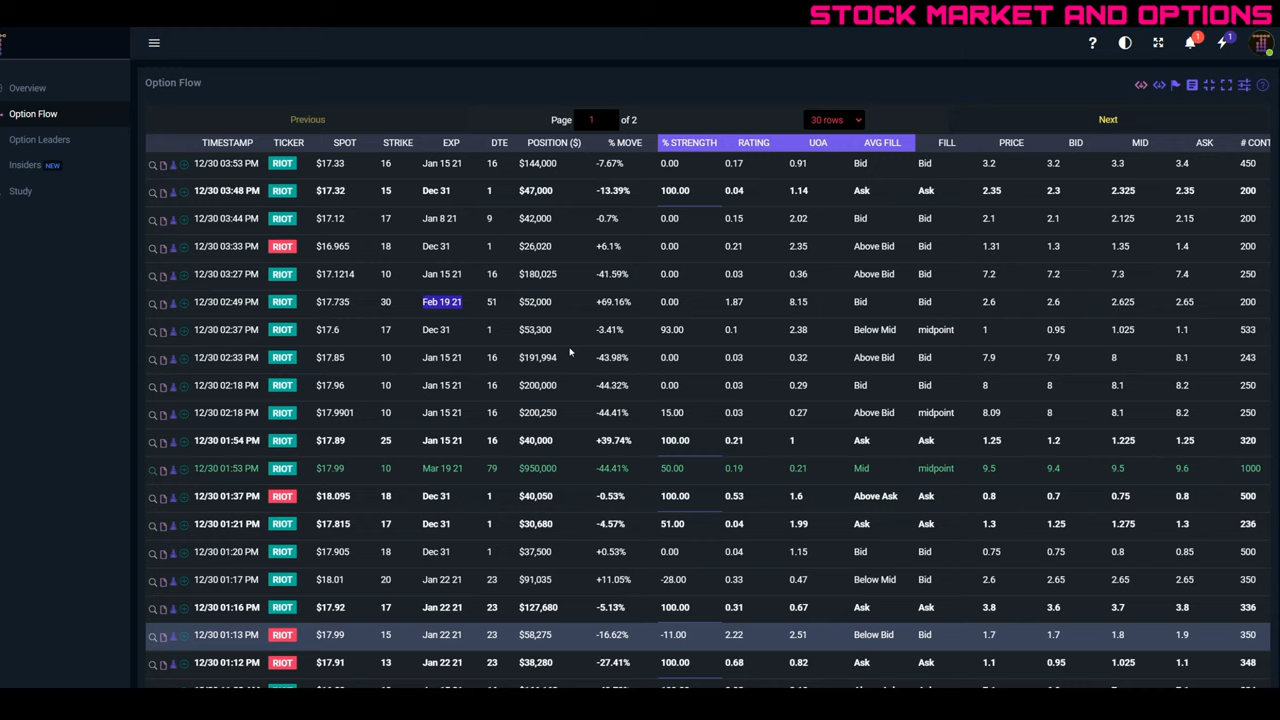 STOCK MARKET AND OPTIONS
? 1 1
Overview
Option Flow
Option Leaders
Insiders NEW
Study
Option Flow
Previous Page 1 of 2 30 rows Next
TIMESTAMP TICKER SPOT STRIKE EXP DTE POSITION ($) % MOVE % STRENGTH RATING UOA AVG FILL FILL PRICE BID MID ASK # CONT
12/30 03:53 PM RIOT $17.33 16 Jan 15 21 16 $144,000 -7.67% 0.00 0.17 0.91 Bid Bid 3.2 3.2 3.3 3.4 450
12/30 03:48 PM RIOT $17.32 15 Dec 31 1 $47,000 -13.39% 100.00 0.04 1.14 Ask Ask 2.35 2.3 2.325 2.35 200
12/30 03:44 PM RIOT $17.12 17 Jan 8 21 9 $42,000 -0.7% 0.00 0.15 2.02 Bid Bid 2.1 2.1 2.125 2.15 200
12/30 03:33 PM RIOT $16.965 18 Dec 31 1 $26,020 +6.1% 0.00 0.21 2.35 Above Bid Bid 1.31 1.3 1.35 1.4 200
12/30 03:27 PM RIOT $17.1214 10 Jan 15 21 16 $180,025 -41.59% 0.00 0.03 0.36 Above Bid Bid 7.2 7.2 7.3 7.4 250
12/30 02:49 PM RIOT $17.735 30 Feb 19 21 51 $52,000 +69.16% 0.00 1.87 8.15 Bid Bid 2.6 2.6 2.625 2.65 200
12/30 02:37 PM RIOT $17.6 17 Dec 31 1 $53,300 -3.41% 93.00 0.1 2.38 Below Mid midpoint 1 0.95 1.025 1.1 533
12/30 02:33 PM RIOT $17.85 10 Jan 15 21 16 $191,994 -43.98% 0.00 0.03 0.32 Above Bid Bid 7.9 7.9 8 8.1 243
12/30 02:18 PM RIOT $17.96 10 Jan 15 21 16 $200,000 -44.32% 0.00 0.03 0.29 Bid Bid 8 8 8.1 8.2 250
12/30 02:18 PM RIOT $17.9901 10 Jan 15 21 16 $200,250 -44.41% 15.00 0.03 0.27 Above Bid midpoint 8.09 8 8.1 8.2 250
12/30 01:54 PM RIOT $17.89 25 Jan 15 21 16 $40,000 +39.74% 100.00 0.21 1 Ask Ask 1.25 1.2 1.225 1.25 320
12/30 01:53 PM RIOT $17.99 10 Mar 19 21 79 $950,000 -44.41% 50.00 0.19 0.21 Mid midpoint 9.5 9.4 9.5 9.6 1000
12/30 01:37 PM RIOT $18.095 18 Dec 31 1 $40,050 -0.53% 100.00 0.53 1.6 Above Ask Ask 0.8 0.7 0.75 0.8 500
12/30 01:21 PM RIOT $17.815 17 Dec 31 1 $30,680 -4.57% 51.00 0.04 1.99 Ask Ask 1.3 1.25 1.275 1.3 236
12/30 01:20 PM RIOT $17.905 18 Dec 31 1 $37,500 +0.53% 0.00 0.04 1.15 Bid Bid 0.75 0.75 0.8 0.85 500
12/30 01:17 PM RIOT $18.01 20 Jan 22 21 23 $91,035 +11.05% -28.00 0.33 0.47 Below Mid Bid 2.6 2.65 2.65 2.65 350
12/30 01:16 PM RIOT $17.92 17 Jan 22 21 23 $127,680 -5.13% 100.00 0.31 0.67 Ask Ask 3.8 3.6 3.7 3.8 336
12/30 01:13 PM RIOT $17.99 15 Jan 22 21 23 $58,275 -16.62% -11.00 2.22 2.51 Below Bid Bid 1.7 1.7 1.8 1.9 350
12/30 01:12 PM RIOT $17.91 13 Jan 22 21 23 $38,280 -27.41% 100.00 0.68 0.82 Ask Ask 1.1 0.95 1.025 1.1 348